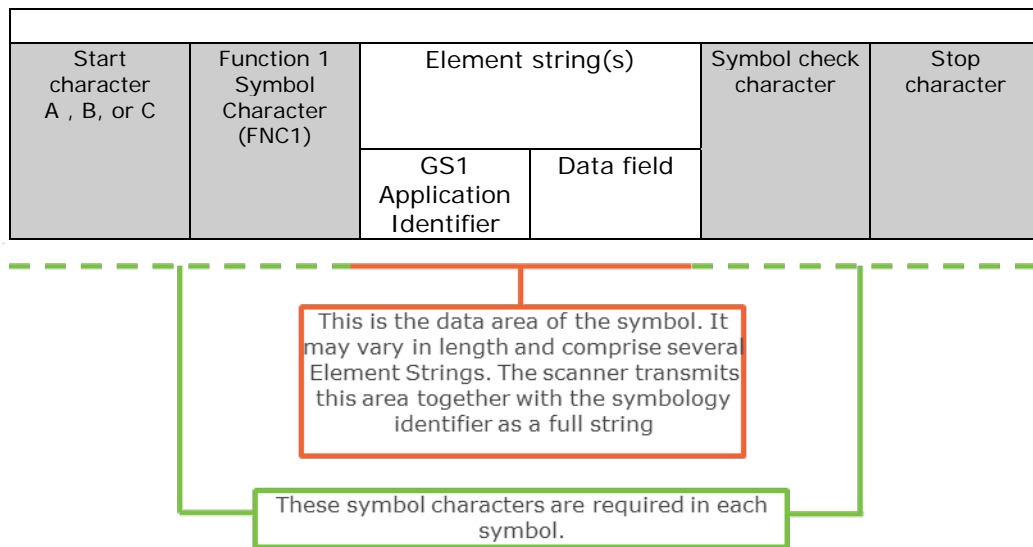 Start
character
A , B, or C
Function 1
Symbol
Character
(FNC1)
Element string(s)
Symbol check
character
Stop
character
GS1
Application
Identifier
Data field
This is the data area of the symbol. It
may vary in length and comprise several
Element Strings. The scanner transmits
this area together with the symbology
identifier as a full string
These symbol characters are required in each
symbol.